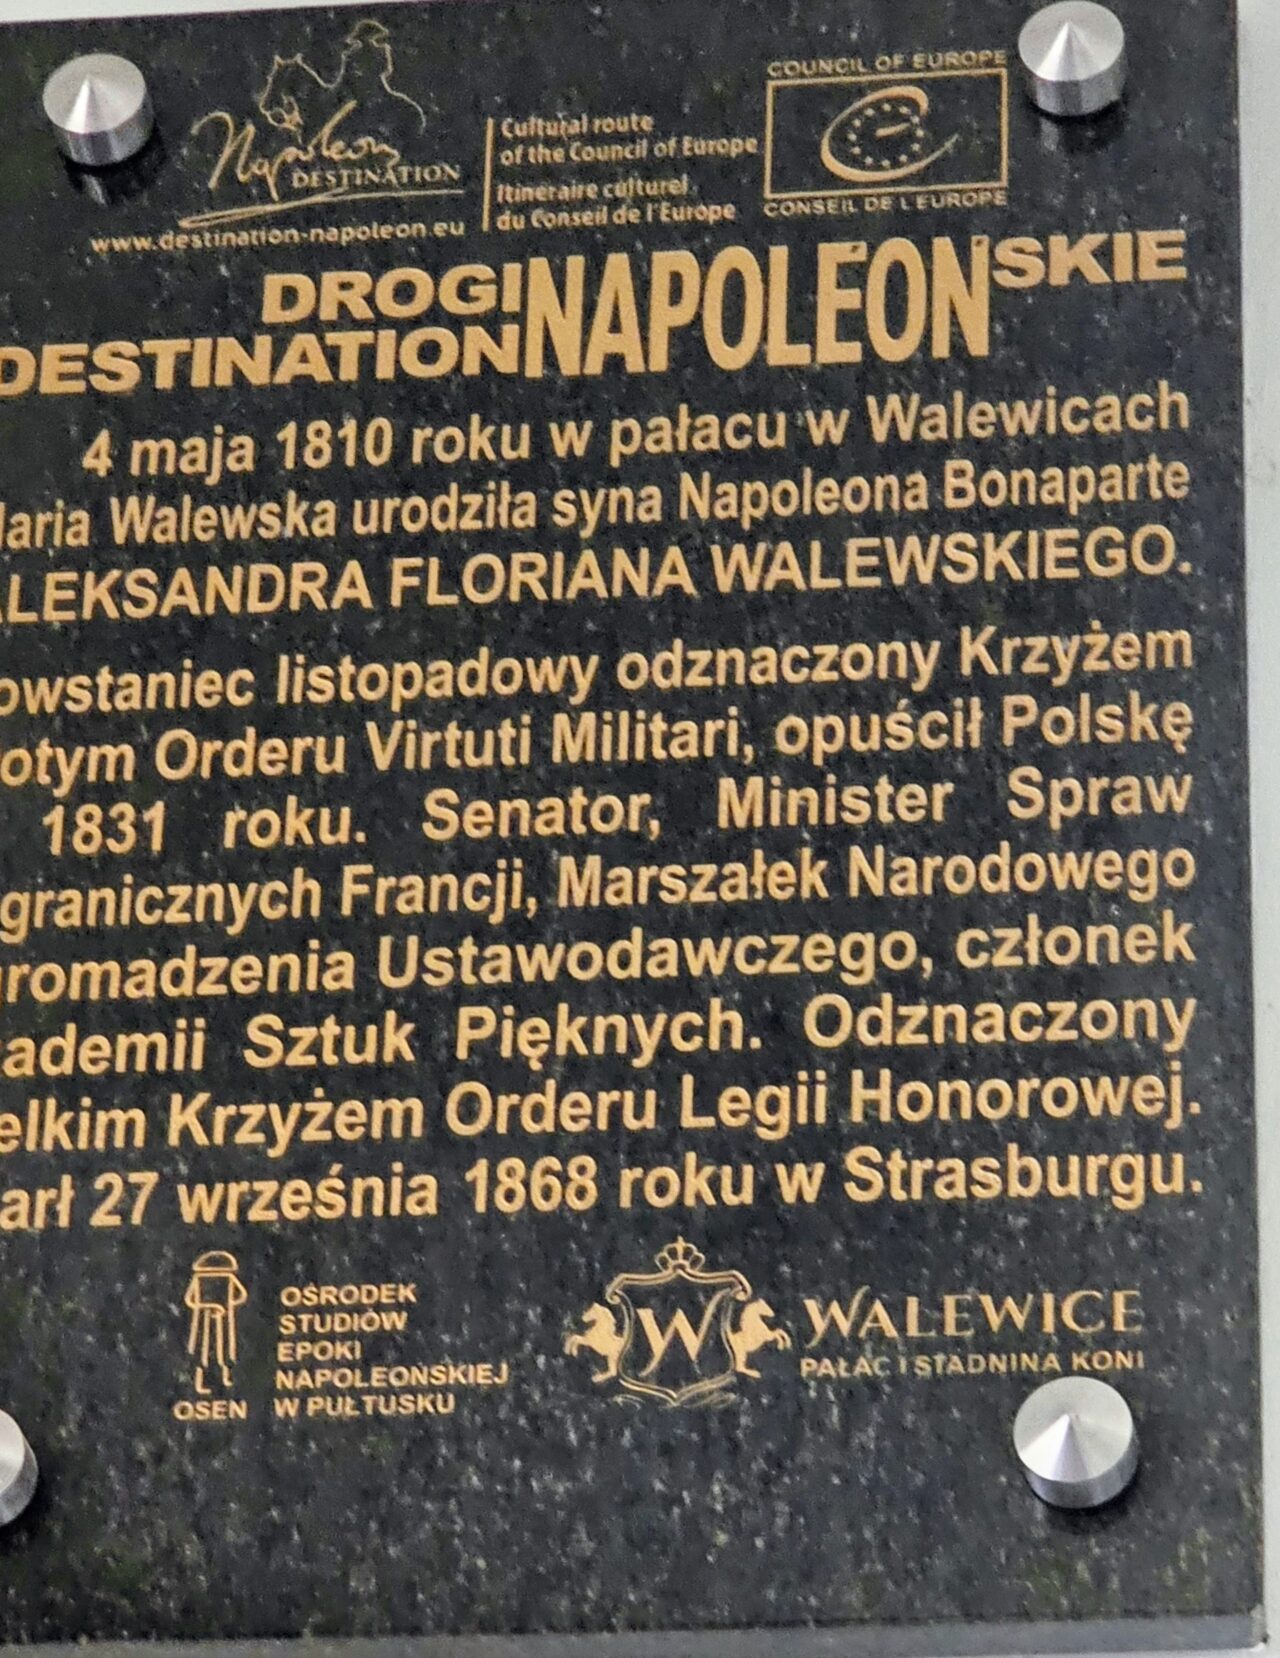 Napoleon
DESTINATION
www.destination-napoleon.eu
Cultural route
of the Council of Europe
Itinéraire culturel
du Conseil de l'Europe
COUNCIL OF EUROPE
CONSEIL DE L'EUROPE
DROGI NAPOLEOŃSKIE
DESTINATION NAPOLÉON
4 maja 1810 roku w pałacu w Walewicach
aria Walewska urodziła syna Napoleona Bonaparte
LEKSANDRA FLORIANA WALEWSKIEGO.
owstaniec listopadowy odznaczony Krzyżem
otym Orderu Virtuti Militari, opuścił Polskę
1831 roku. Senator, Minister Spraw
granicznych Francji, Marszałek Narodowego
romadzenia Ustawodawczego, członek
ademii Sztuk Pięknych. Odznaczony
elkim Krzyżem Orderu Legii Honorowej.
arł 27 września 1868 roku w Strasburgu.
OSEN
OŚRODEK
STUDIÓW
EPOKI
NAPOLEOŃSKIEJ
W PUŁTUSKU
W
WALEWICE
PAŁAC I STADNINA KONI